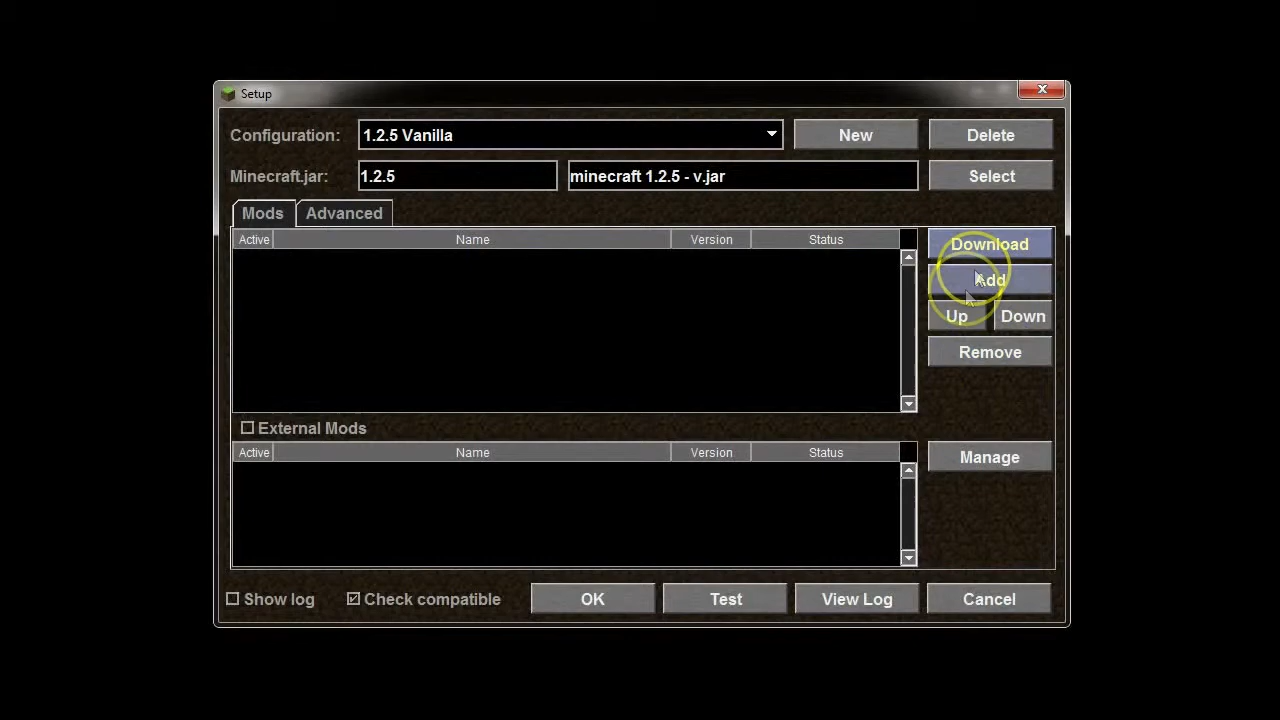 Setup
Configuration: 1.2.5 Vanilla New Delete
Minecraft.jar: 1.2.5 minecraft 1.2.5 - v.jar Select
Mods Advanced
Active Name Version Status
Download
Add
Up Down
Remove
External Mods
Active Name Version Status
Manage
Show log Check compatible OK Test View Log Cancel